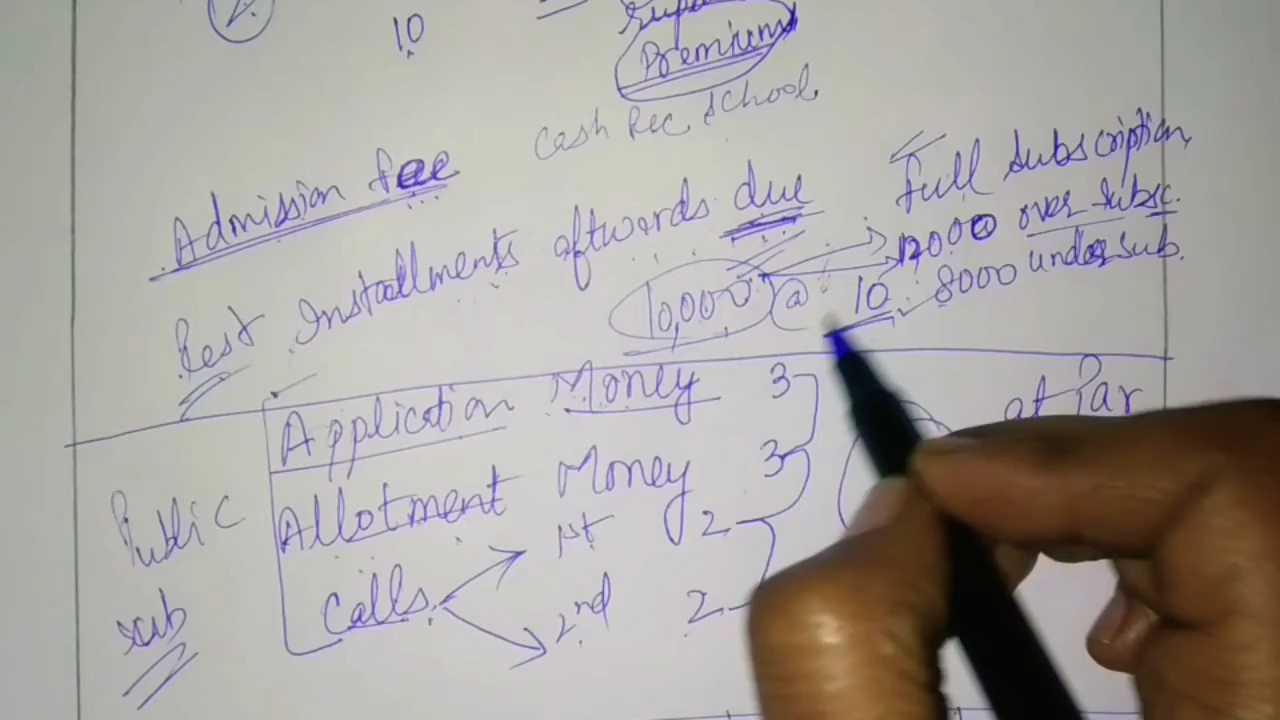 10
Premium
Cash Rec School
Admission fee
Rest Installments aftwords due
Full Subscription
12000 over subsc.
10,000 @ 10 8000 under sub.
Application Money 3
at Par
Public Allotment Money 3
sub Calls 1st 2
2nd 2